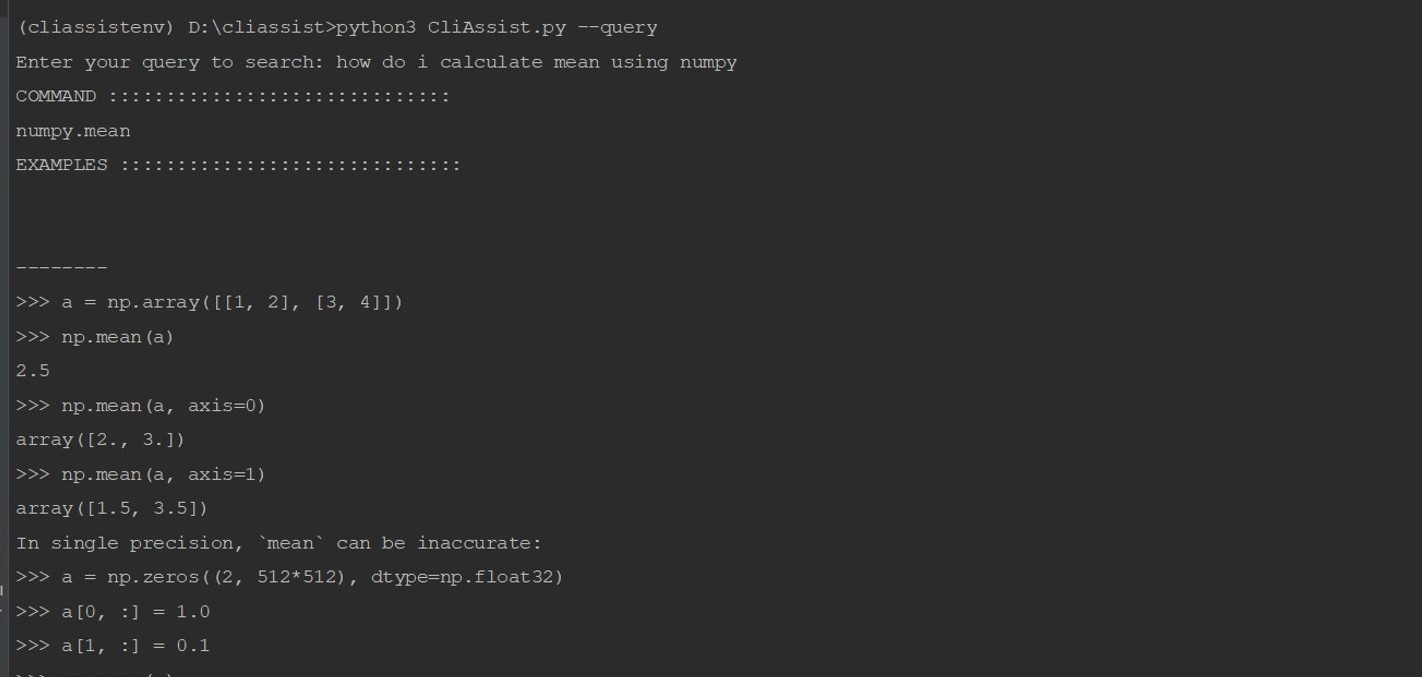 (cliassistenv) D:\cliassist>python3 CliAssist.py --query
Enter your query to search: how do i calculate mean using numpy
COMMAND ::::::::::::::::::::::::::::::
numpy.mean
EXAMPLES ::::::::::::::::::::::::::::::
--------
>>> a = np.array([[1, 2], [3, 4]])
>>> np.mean(a)
2.5
>>> np.mean(a, axis=0)
array([2., 3.])
>>> np.mean(a, axis=1)
array([1.5, 3.5])
In single precision, `mean` can be inaccurate:
>>> a = np.zeros((2, 512*512), dtype=np.float32)
>>> a[0, :] = 1.0
>>> a[1, :] = 0.1